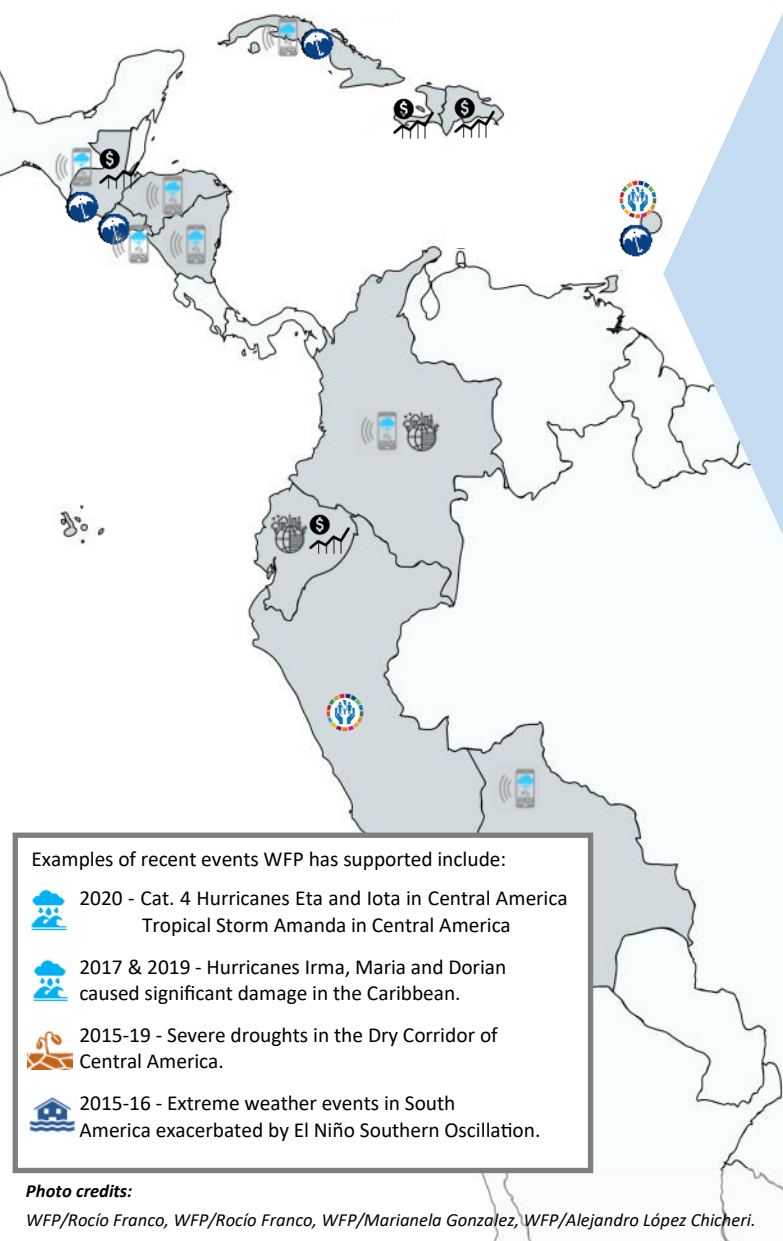 $
$
$
$
Examples of recent events WFP has supported include:
2020 - Cat. 4 Hurricanes Eta and Iota in Central America
Tropical Storm Amanda in Central America
2017 & 2019 - Hurricanes Irma, Maria and Dorian
caused significant damage in the Caribbean.
2015-19 - Severe droughts in the Dry Corridor of
Central America.
2015-16 - Extreme weather events in South
America exacerbated by El Niño Southern Oscillation.
Photo credits:
WFP/Rocío Franco, WFP/Rocío Franco, WFP/Marianela Gonzalez, WFP/Alejandro López Chicheri.